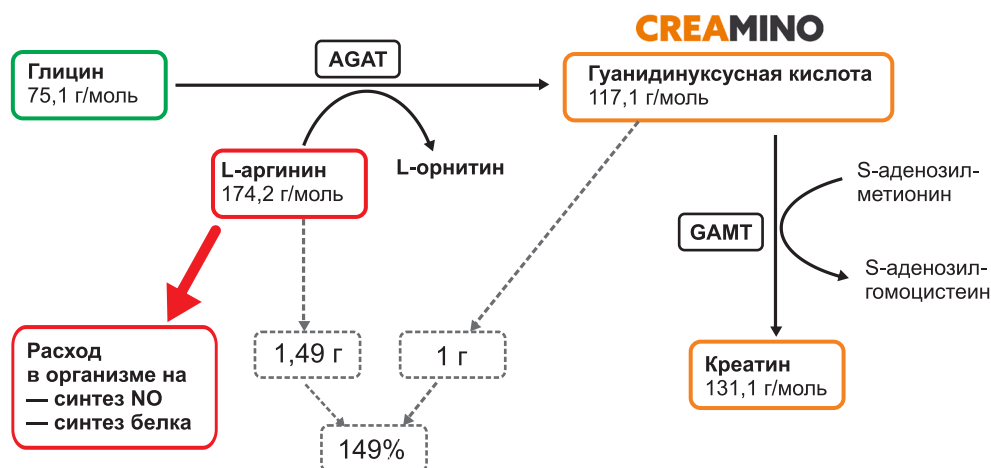 CREAMINO
AGAT
Глицин
75,1 г/моль
Гуанидинуксусная кислота
117,1 г/моль
L-аргинин
174,2 г/моль
L-орнитин
S-аденозил-
метионин
GAMT
S-аденозил-
гомоцистеин
Расход
в организме на
— синтез NO
— синтез белка
1,49 г
1 г
Креатин
131,1 г/моль
149%